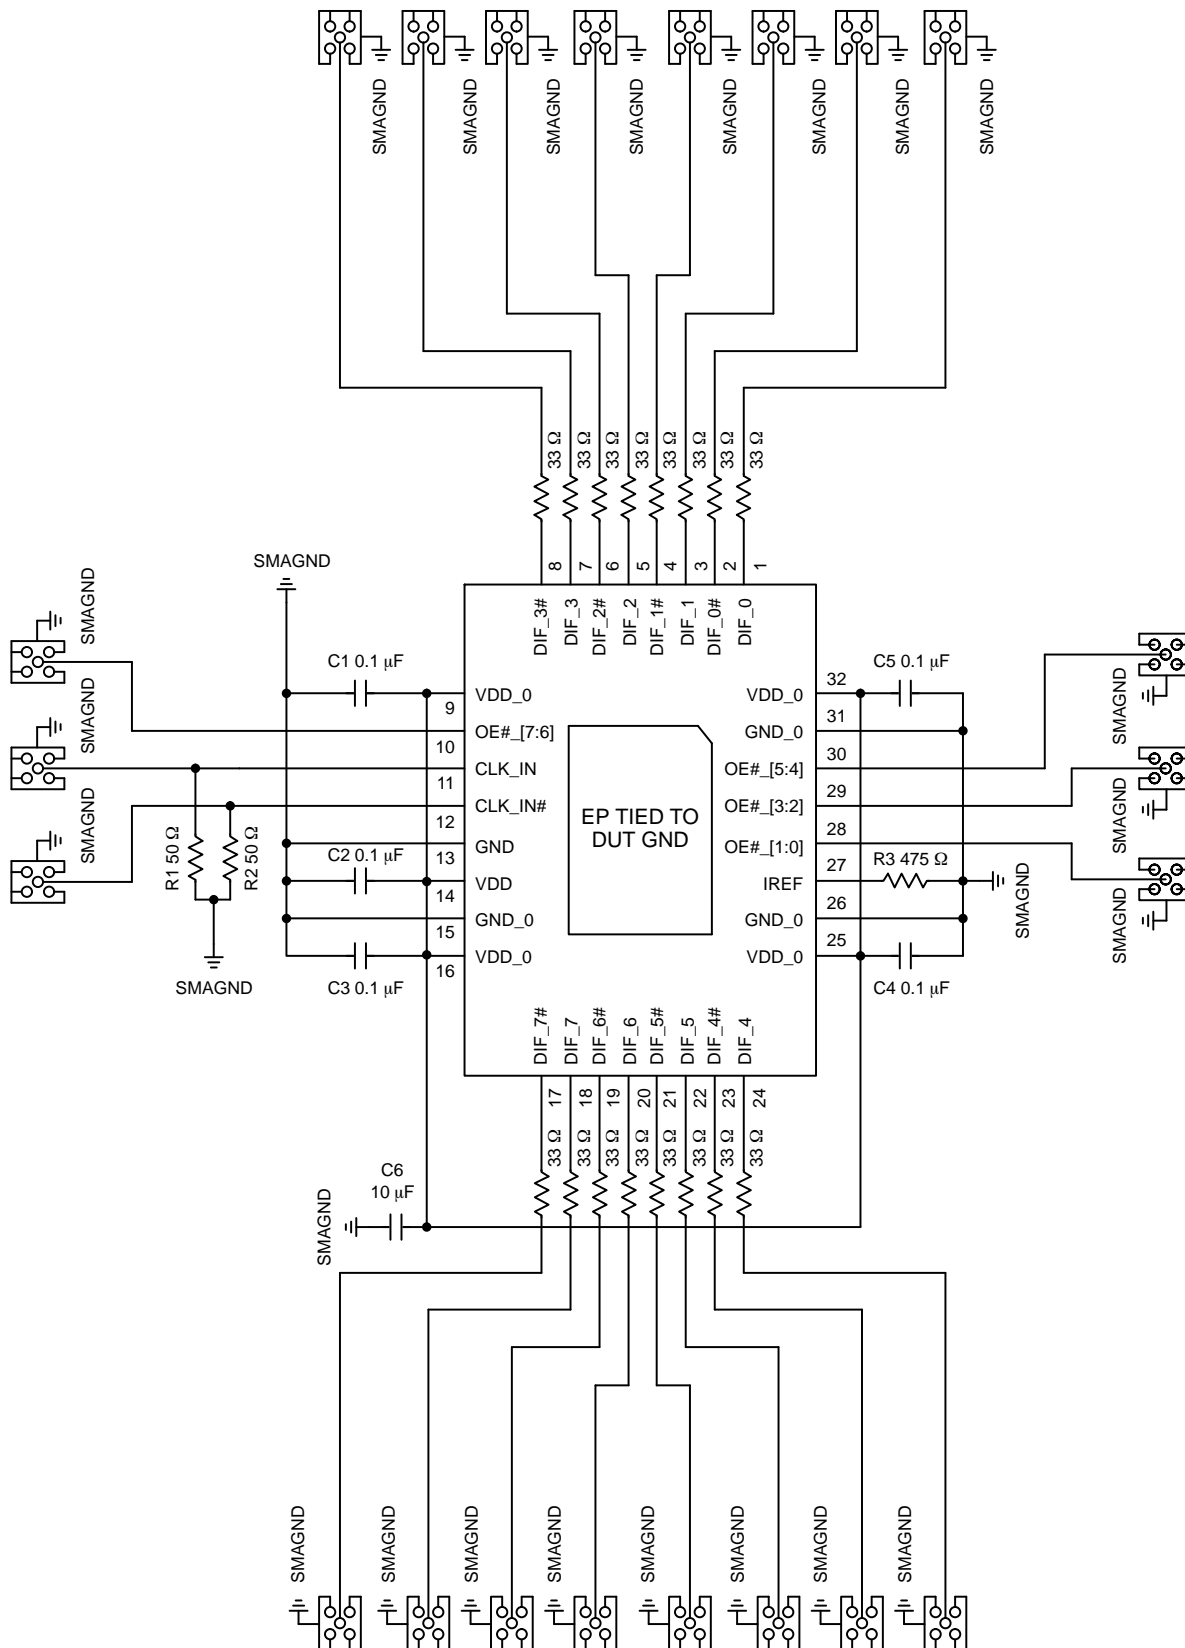 SMAGND
SMAGND
SMAGND
SMAGND
SMAGND
SMAGND
SMAGND
SMAGND
33 Ω
33 Ω
33 Ω
33 Ω
33 Ω
33 Ω
33 Ω
33 Ω
8
7
6
5
4
3
2
1
DIF_3#
DIF_3
DIF_2#
DIF_2
DIF_1#
DIF_1
DIF_0#
DIF_0
SMAGND
SMAGND
SMAGND
SMAGND
C1 0.1 µF
9
VDD_0
10
OE#_[7:6]
11
CLK_IN
12
CLK_IN#
13
GND
C2 0.1 µF
14
VDD
15
GND_0
16
VDD_0
C3 0.1 µF
R1 50 Ω
R2 50 Ω
SMAGND
EP TIED TO
DUT GND
C5 0.1 µF
32
VDD_0
31
GND_0
30
OE#_[5:4]
29
OE#_[3:2]
28
OE#_[1:0]
27
IREF
R3 475 Ω
26
GND_0
25
VDD_0
C4 0.1 µF
SMAGND
SMAGND
SMAGND
SMAGND
DIF_7#
DIF_7
DIF_6#
DIF_6
DIF_5#
DIF_5
DIF_4#
DIF_4
17
18
19
20
21
22
23
24
33 Ω
33 Ω
33 Ω
33 Ω
33 Ω
33 Ω
33 Ω
33 Ω
C6
10 µF
SMAGND
SMAGND
SMAGND
SMAGND
SMAGND
SMAGND
SMAGND
SMAGND
SMAGND